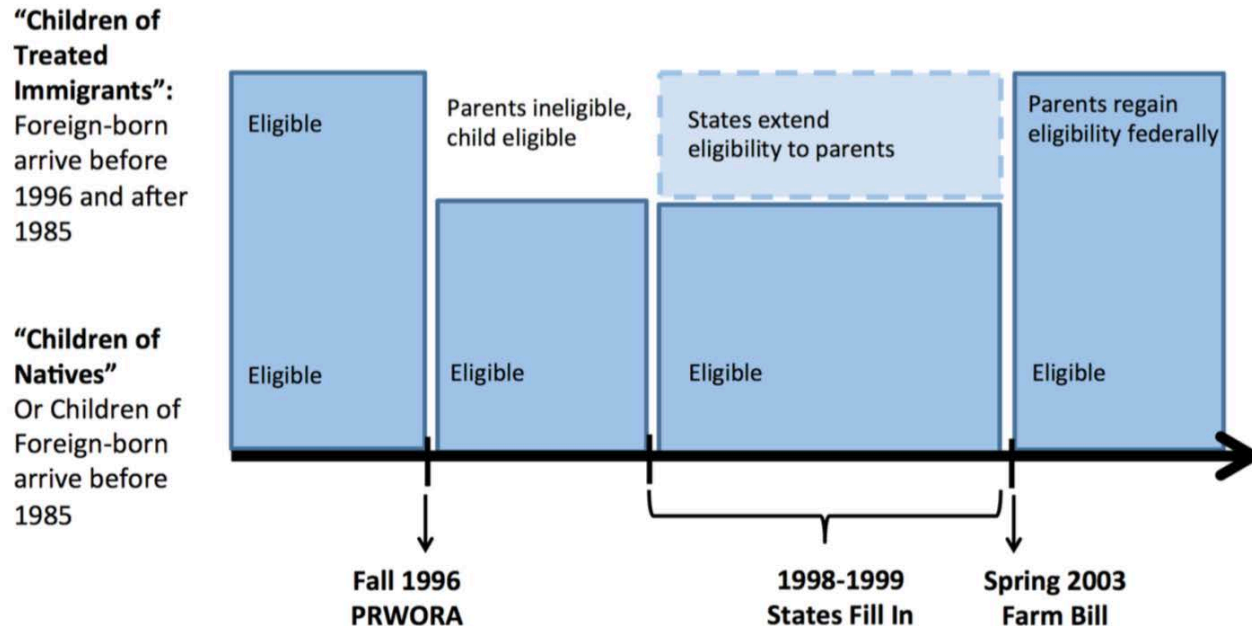 “Children of
Treated
Immigrants”:
Foreign-born
arrive before
1996 and after
1985
Eligible
Parents ineligible,
child eligible
States extend
eligibility to parents
Parents regain
eligibility federally
“Children of
Natives”
Or Children of
Foreign-born
arrive before
1985
Eligible
Eligible
Eligible
Eligible
Fall 1996
PRWORA
1998-1999
States Fill In
Spring 2003
Farm Bill